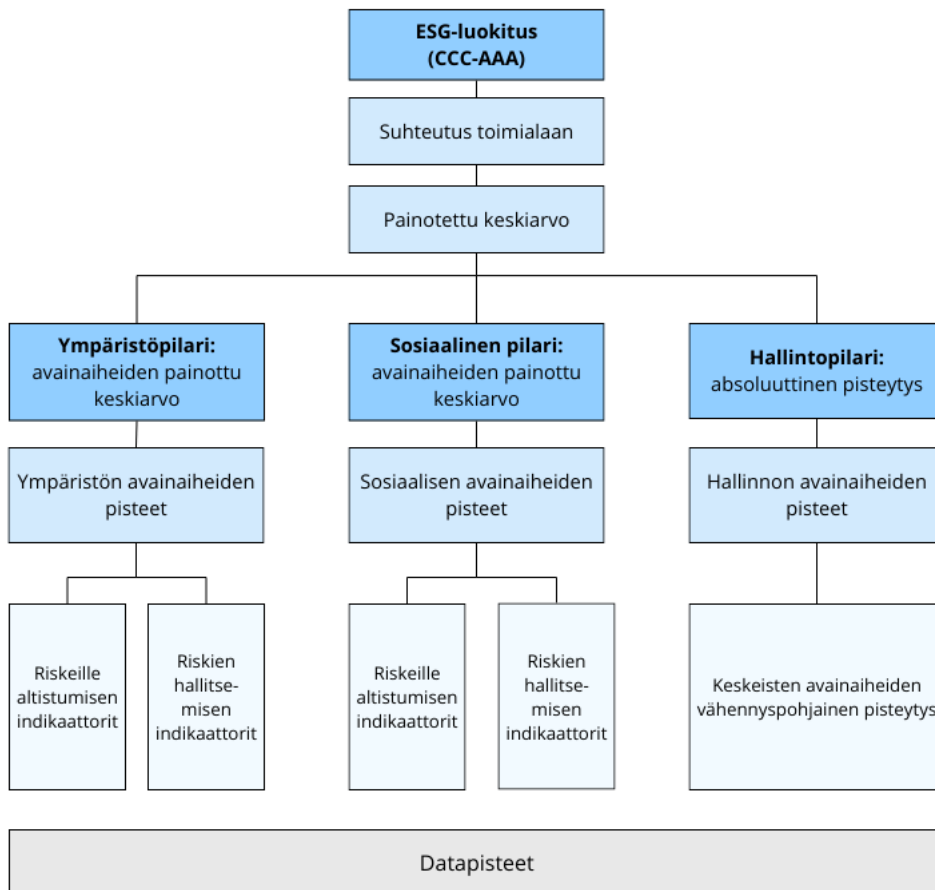 ESG-luokitus
(CCC-AAA)
Suhteutus toimialaan
Painotettu keskiarvo
Ympäristöpilari:
avainaiheiden painottu
keskiarvo
Sosiaalinen pilari:
avainaiheiden painottu
keskiarvo
Hallintopilari:
absoluuttinen pisteytys
Ympäristön avainaiheiden
pisteet
Sosiaalisen avainaiheiden
pisteet
Hallinnon avainaiheiden
pisteet
Riskeille
altistumisen
indikaattorit
Riskien
hallitse-
misen
indikaattorit
Riskeille
altistumisen
indikaattorit
Riskien
hallitse-
misen
indikaattorit
Keskeisten avainaiheiden
vähennyspohjainen pisteytys
Datapisteet